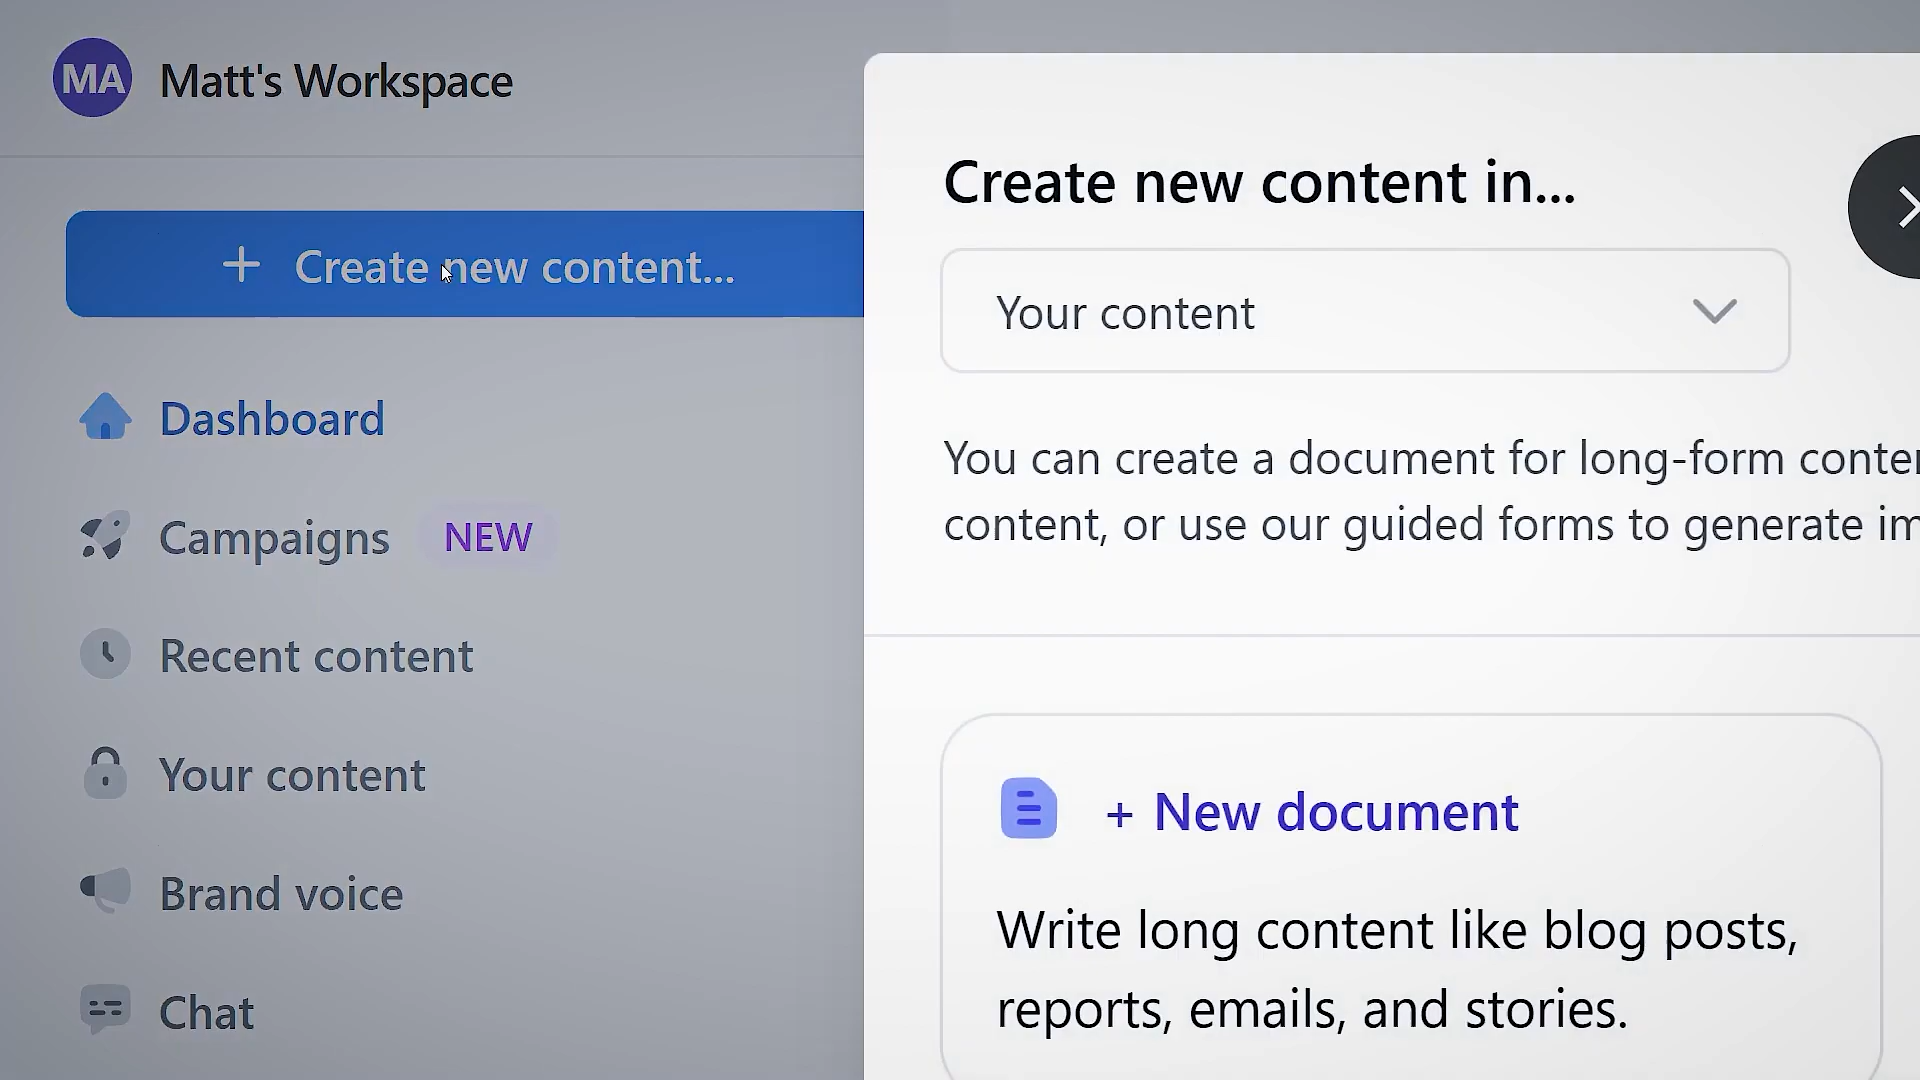 MA Matt's Workspace
+ Create new content...
Dashboard
Campaigns NEW
Recent content
Your content
Brand voice
Chat
Create new content in...
Your content
You can create a document for long-form
content, or use our guided forms to generate
+ New document
Write long content like blog posts,
reports, emails, and stories.